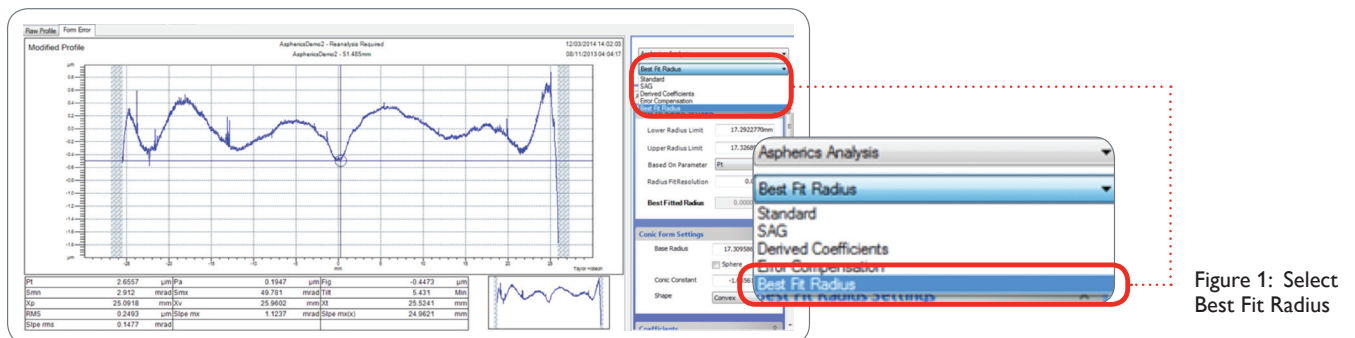 Raw Profile Form Error
Modified Profile
AsphericsDemo2 - Reanalysis Required
AsphericsDemo2 - 51.485mm
12/03/2014 14:02:03
08/11/2013 04:04:17
µm
µm
mm
Taylor Hobson
Pt 2.6557 µm Pa 0.1947 µm Fig -0.4473 µm
Smn 2.912 mrad Smx 49.781 mrad Tilt 5.431 Min
Xp 25.0918 mm Xv 25.9602 mm Xt 25.5241 mm
RMS 0.2493 µm Slpe mx 1.1237 mrad Slpe mx(x) 24.9621 mm
Slpe rms 0.1477 mrad
Best Fit Radius
Standard
SAG
Derived Coefficients
Error Compensation
Best Fit Radius
Lower Radius Limit 17.2922770mm
Upper Radius Limit
Based On Parameter Pt
Radius Fit Resolution
Best Fitted Radius
Conic Form Settings
Base Radius
Sphere
Conic Constant
Shape Convex
Coefficients
Aspherics Analysis
Best Fit Radius
Standard
SAG
Derived Coefficients
Error Compensation
Best Fit Radius
Best Fit Radius Settings
Figure 1: Select
Best Fit Radius